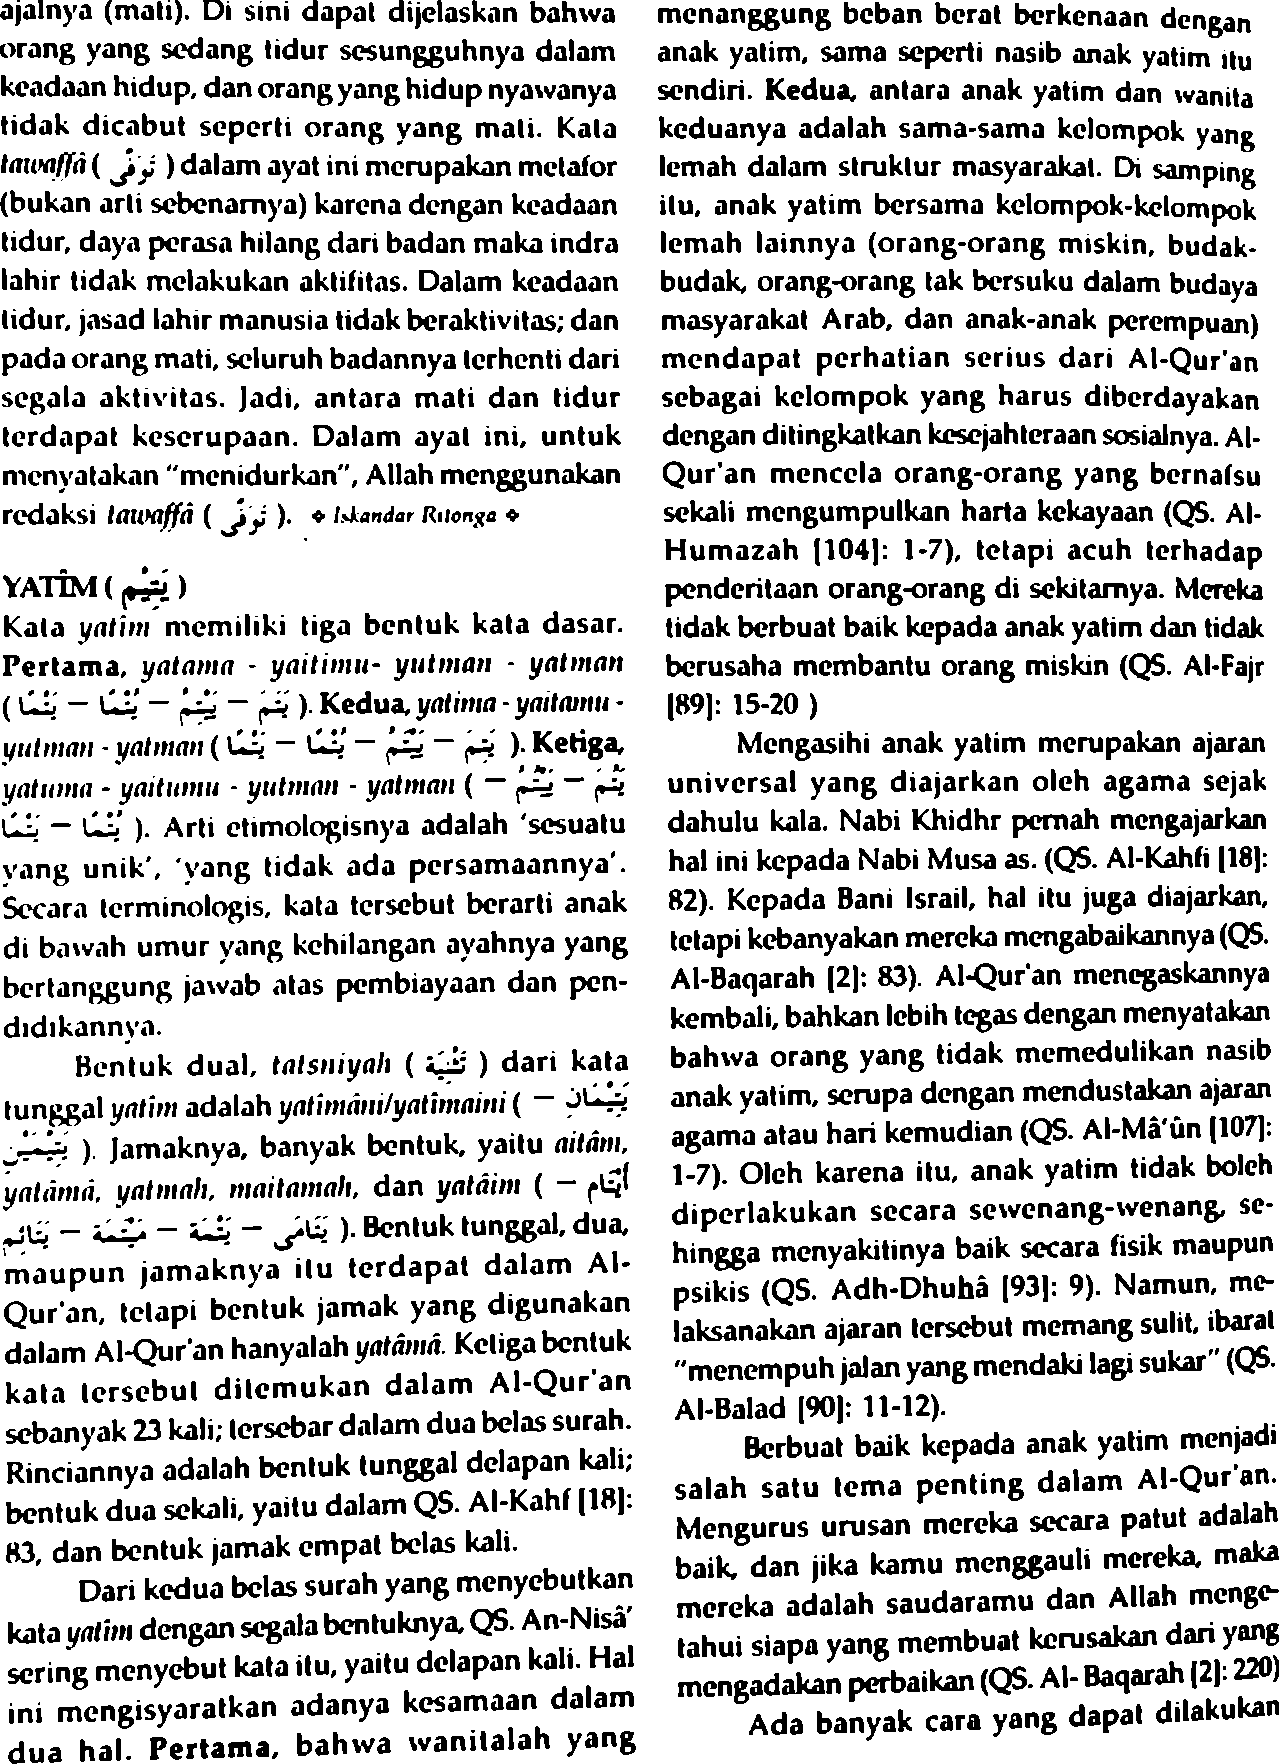 ajalnya (mati). Di sini dapat dijelaskan bahwa
orang yang sedang tidur sesungguhnya dalam
keadaan hidup, dan orang yang hidup nyawanya
tidak dicabut seperti orang yang mati. Kata
tawaffâ ( تَوَفَّى ) dalam ayat ini merupakan metafor
(bukan arti sebenarnya) karena dengan keadaan
tidur, daya perasa hilang dari badan maka indra
lahir tidak melakukan aktifitas. Dalam keadaan
tidur, jasad lahir manusia tidak beraktivitas; dan
pada orang mati, seluruh badannya terhenti dari
segala aktivitas. Jadi, antara mati dan tidur
terdapat keserupaan. Dalam ayat ini, untuk
menyatakan “menidurkan”, Allah menggunakan
redaksi tawaffâ ( تَوَفَّى ). ❖ Iskandar Ritonga ❖
YATÎM ( يَتِيْم )
Kata yatîm memiliki tiga bentuk kata dasar.
Pertama, yatama - yaitimu- yutman - yatman
( يَتَمَ – يَيْتِمُ – يُتْمًا – يَتْمًا ). Kedua, yatima - yaitamu -
yutman - yatman ( يَتِمَ – يَيْتَمُ – يُتْمًا – يَتْمًا ). Ketiga,
yatuma - yaitumu - yutman - yatman ( يَتُمَ – يَيْتُمُ –
يُتْمًا – يَتْمًا ). Arti etimologisnya adalah ‘sesuatu
yang unik’, ‘yang tidak ada persamaannya’.
Secara terminologis, kata tersebut berarti anak
di bawah umur yang kehilangan ayahnya yang
bertanggung jawab atas pembiayaan dan pen-
didikannya.
Bentuk dual, tatsniyah ( تَثْنِيَة ) dari kata
tunggal yatîm adalah yatîmâni/yatîmaini ( يَتِيْمَان –
يَتِيْمَيْن ). Jamaknya, banyak bentuk, yaitu aitâm,
yatâmâ, yatmah, maitamah, dan yatâim ( أَيْتَام –
يَتَامَى – يَتْمَة – مَيْتَمَة – يَتَائِم ). Bentuk tunggal, dua,
maupun jamaknya itu terdapat dalam Al-
Qur'an, tetapi bentuk jamak yang digunakan
dalam Al-Qur'an hanyalah yatâmâ. Ketiga bentuk
kata tersebut ditemukan dalam Al-Qur'an
sebanyak 23 kali; tersebar dalam dua belas surah.
Rinciannya adalah bentuk tunggal delapan kali;
bentuk dua sekali, yaitu dalam QS. Al-Kahf [18]:
83, dan bentuk jamak empat belas kali.
Dari kedua belas surah yang menyebutkan
kata yatîm dengan segala bentuknya, QS. An-Nisâ'
sering menyebut kata itu, yaitu delapan kali. Hal
ini mengisyaratkan adanya kesamaan dalam
dua hal. Pertama, bahwa wanitalah yang
menanggung beban berat berkenaan dengan
anak yatim, sama seperti nasib anak yatim itu
sendiri. Kedua, antara anak yatim dan wanita
keduanya adalah sama-sama kelompok yang
lemah dalam struktur masyarakat. Di samping
itu, anak yatim bersama kelompok-kelompok
lemah lainnya (orang-orang miskin, budak-
budak, orang-orang tak bersuku dalam budaya
masyarakat Arab, dan anak-anak perempuan)
mendapat perhatian serius dari Al-Qur'an
sebagai kelompok yang harus diberdayakan
dengan ditingkatkan kesejahteraan sosialnya. Al-
Qur'an mencela orang-orang yang bernafsu
sekali mengumpulkan harta kekayaan (QS. Al-
Humazah [104]: 1-7), tetapi acuh terhadap
penderitaan orang-orang di sekitarnya. Mereka
tidak berbuat baik kepada anak yatim dan tidak
berusaha membantu orang miskin (QS. Al-Fajr
[89]: 15-20 )
Mengasihi anak yatim merupakan ajaran
universal yang diajarkan oleh agama sejak
dahulu kala. Nabi Khidhr pernah mengajarkan
hal ini kepada Nabi Musa as. (QS. Al-Kahfi [18]:
82). Kepada Bani Israil, hal itu juga diajarkan,
tetapi kebanyakan mereka mengabaikannya (QS.
Al-Baqarah [2]: 83). Al-Qur'an menegaskannya
kembali, bahkan lebih tegas dengan menyatakan
bahwa orang yang tidak memedulikan nasib
anak yatim, serupa dengan mendustakan ajaran
agama atau hari kemudian (QS. Al-Mâ'ûn [107]:
1-7). Oleh karena itu, anak yatim tidak boleh
diperlakukan secara sewenang-wenang, se-
hingga menyakitinya baik secara fisik maupun
psikis (QS. Adh-Dhuhâ [93]: 9). Namun, me-
laksanakan ajaran tersebut memang sulit, ibarat
“menempuh jalan yang mendaki lagi sukar” (QS.
Al-Balad [90]: 11-12).
Berbuat baik kepada anak yatim menjadi
salah satu tema penting dalam Al-Qur'an.
Mengurus urusan mereka secara patut adalah
baik, dan jika kamu menggauli mereka, maka
mereka adalah saudaramu dan Allah menge-
tahui siapa yang membuat kerusakan dari yang
mengadakan perbaikan (QS. Al- Baqarah [2]: 220)
Ada banyak cara yang dapat dilakukan